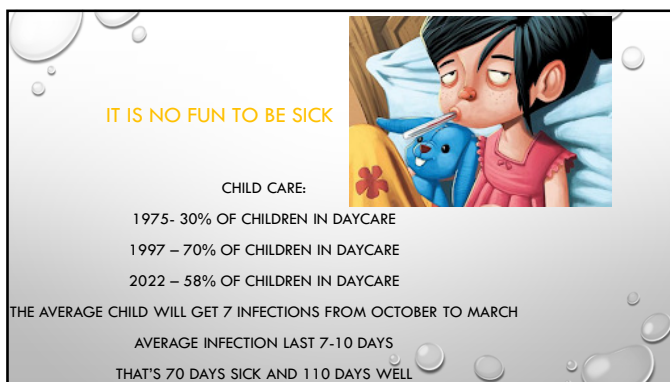 IT IS NO FUN TO BE SICK
CHILD CARE:
1975- 30% OF CHILDREN IN DAYCARE
1997 – 70% OF CHILDREN IN DAYCARE
2022 – 58% OF CHILDREN IN DAYCARE
THE AVERAGE CHILD WILL GET 7 INFECTIONS FROM OCTOBER TO MARCH
AVERAGE INFECTION LAST 7-10 DAYS
THAT'S 70 DAYS SICK AND 110 DAYS WELL